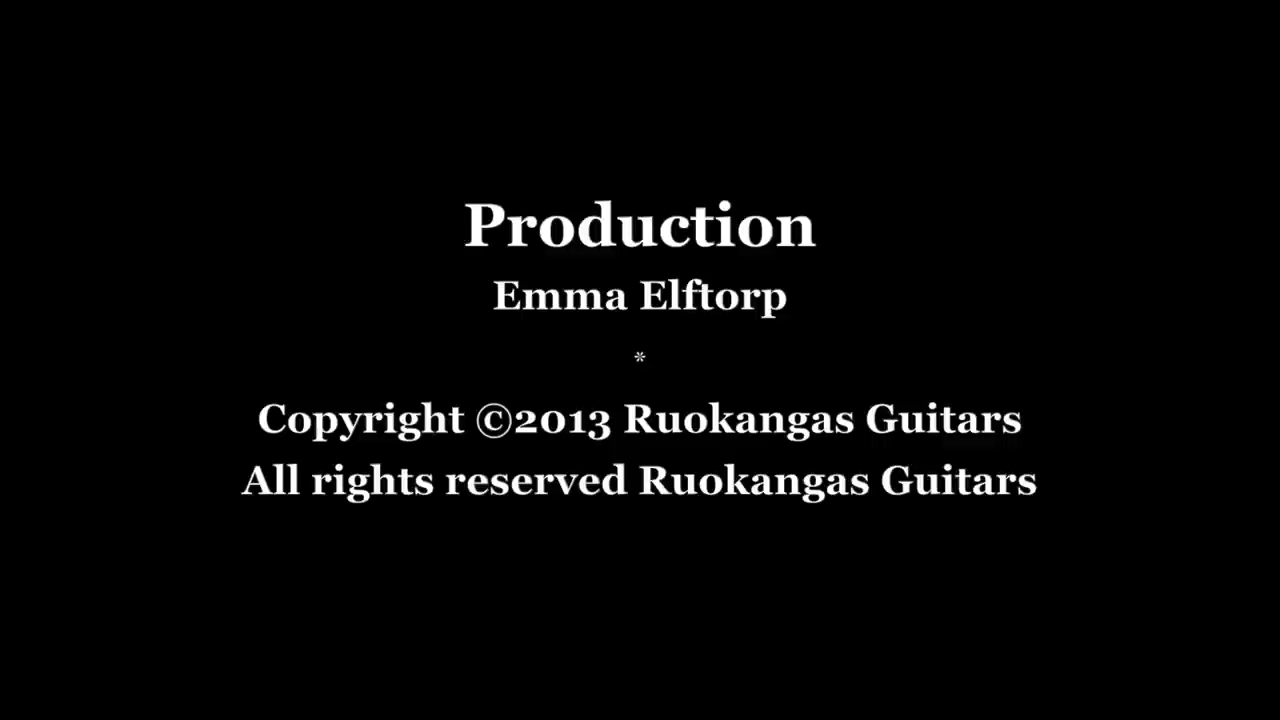 Production
Emma Elftorp
*
Copyright ©2013 Ruokangas Guitars
All rights reserved Ruokangas Guitars